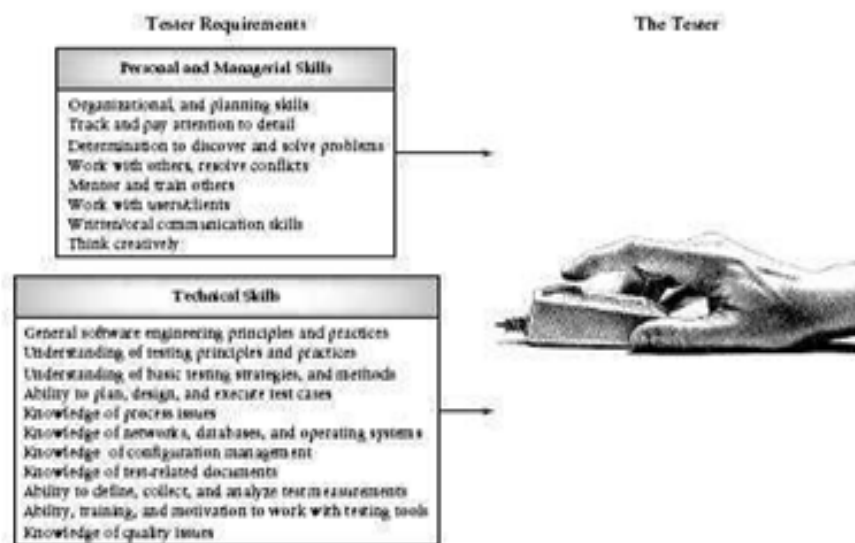 Tester Requirements
The Tester
Personal and Managerial Skills
Organizational, and planning skills
Track and pay attention to detail
Determination to discover and solve problems
Work with others, resolve conflicts
Mentor and train others
Work with users/clients
Written/oral communication skills
Think creatively
Technical Skills
General software engineering principles and practices
Understanding of testing principles and practices
Understanding of basic testing strategies, and methods
Ability to plan, design, and execute test cases
Knowledge of process issues
Knowledge of networks, databases, and operating systems
Knowledge of configuration management
Knowledge of test-related documents
Ability to define, collect, and analyze test measurements
Ability, training, and motivation to work with testing tools
Knowledge of quality issues